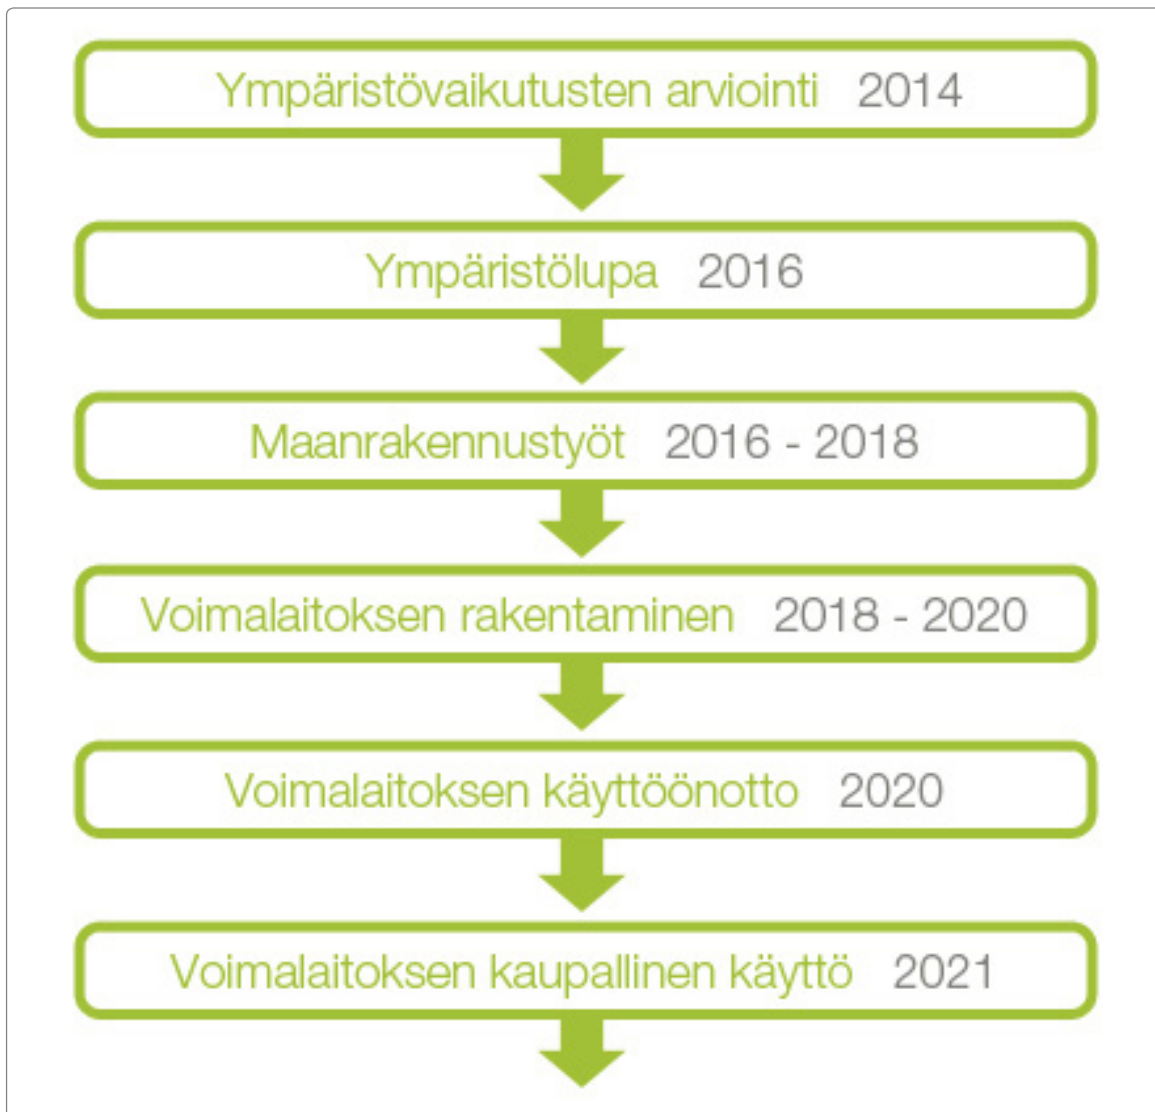 Ympäristövaikutusten arviointi 2014
Ympäristölupa 2016
Maanrakennustyöt 2016 - 2018
Voimalaitoksen rakentaminen 2018 - 2020
Voimalaitoksen käyttöönotto 2020
Voimalaitoksen kaupallinen käyttö 2021